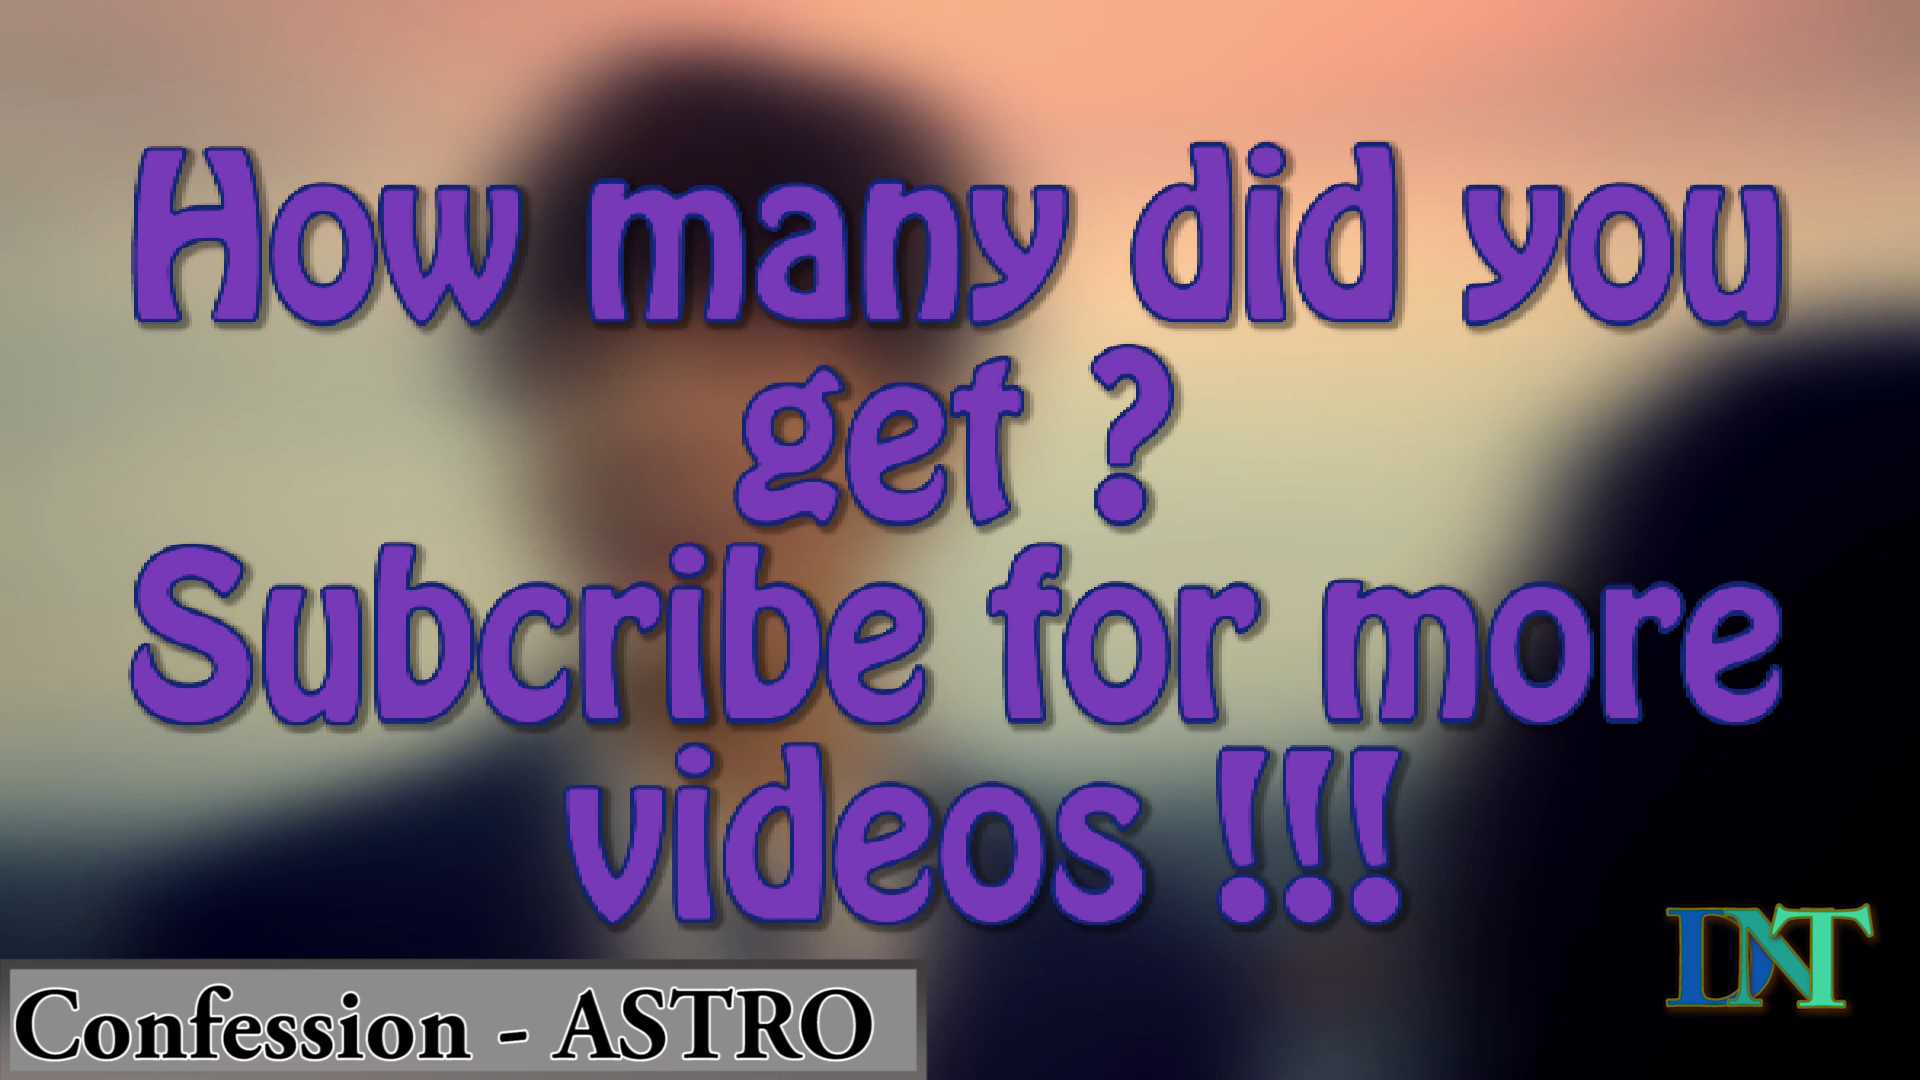 How many did you
get ?
Subcribe for more
videos !!!
DNT
Confession - ASTRO